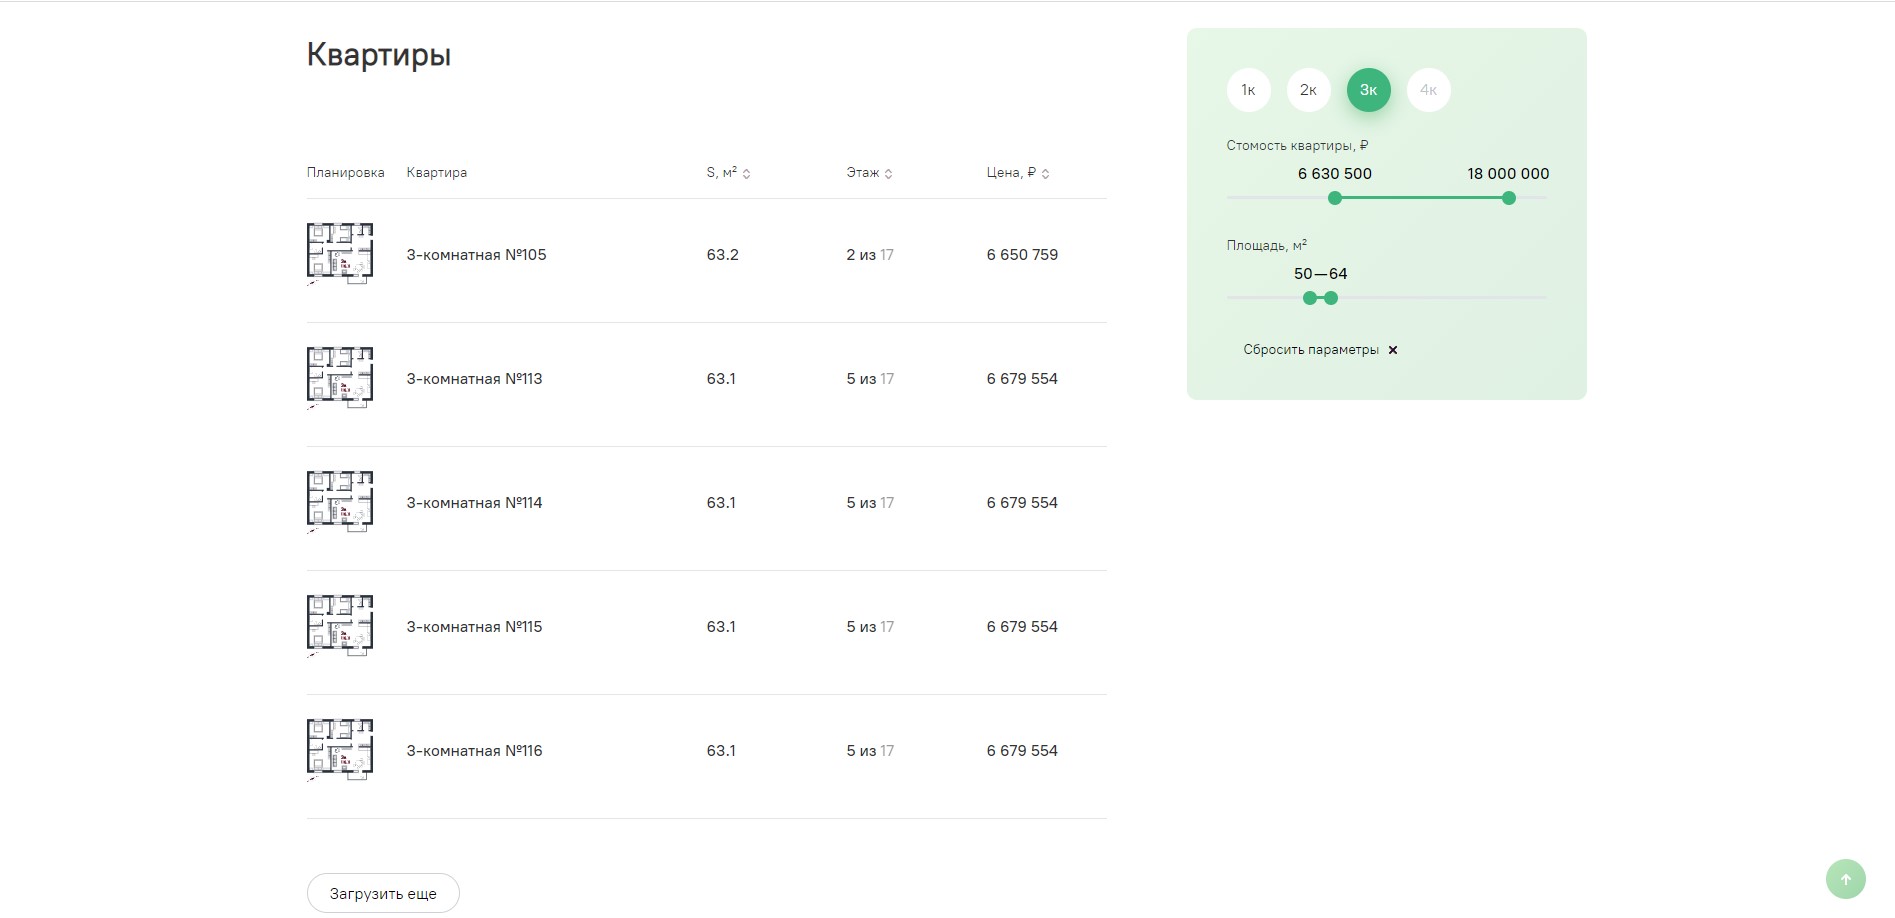 Квартиры
Планировка Квартира S, м² Этаж Цена, ₽
3-комнатная №105 63.2 2 из 17 6 650 759
3-комнатная №113 63.1 5 из 17 6 679 554
3-комнатная №114 63.1 5 из 17 6 679 554
3-комнатная №115 63.1 5 из 17 6 679 554
3-комнатная №116 63.1 5 из 17 6 679 554
Загрузить еще
1к 2к 3к 4к
Стомость квартиры, ₽
6 630 500 18 000 000
Площадь, м²
50—64
Сбросить параметры ×